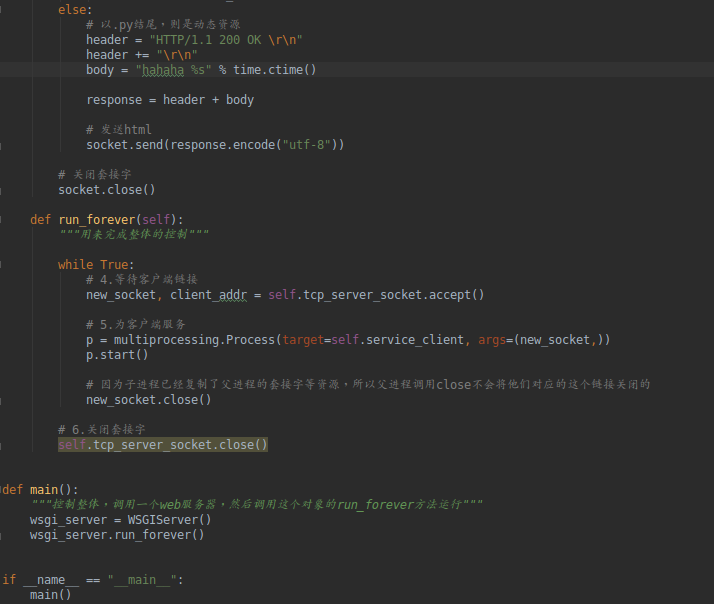 else:
# 以.py结尾，则是动态资源
header = "HTTP/1.1 200 OK \r\n"
header += "\r\n"
body = "hahaha %s" % time.ctime()
response = header + body
# 发送html
socket.send(response.encode("utf-8"))
# 关闭套接字
socket.close()
def run_forever(self):
"""用来完成整体的控制"""
while True:
# 4.等待客户端链接
new_socket, client_addr = self.tcp_server_socket.accept()
# 5.为客户端服务
p = multiprocessing.Process(target=self.service_client, args=(new_socket,))
p.start()
# 因为子进程已经复制了父进程的套接字等资源，所以父进程调用close不会将他们对应的这个链接关闭的
new_socket.close()
# 6.关闭套接字
self.tcp_server_socket.close()
def main():
"""控制整体，调用一个web服务器，然后调用这个对象的run_forever方法运行"""
wsgi_server = WSGIServer()
wsgi_server.run_forever()
if __name__ == "__main__":
main()